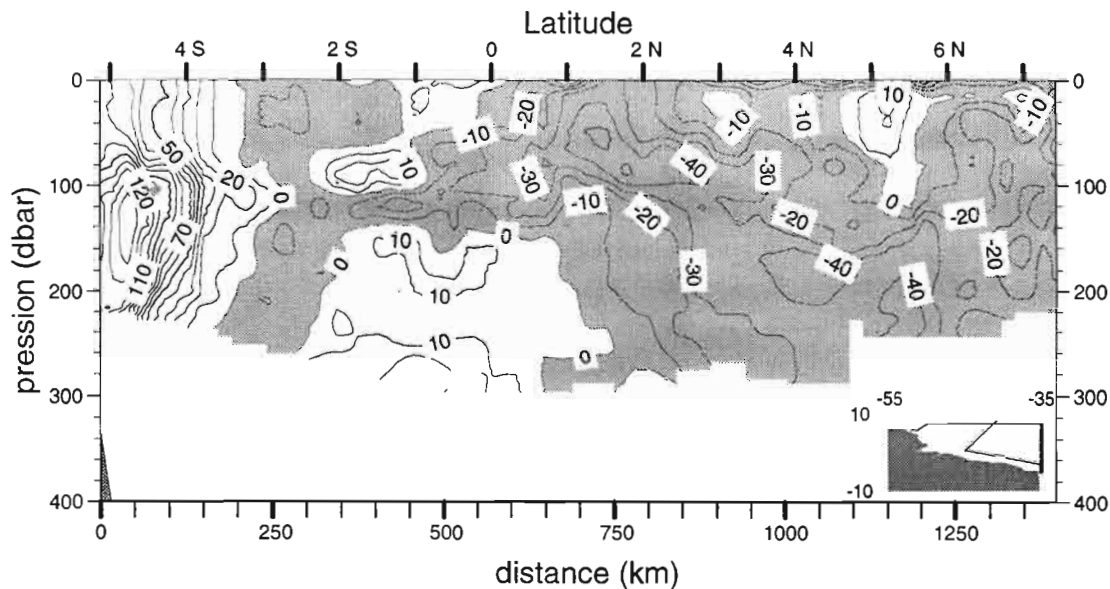 Latitude
4 S 2 S 0 2 N 4 N 6 N
0 0
10 -10
-20 -10 -10
50 -10
-40
10 -30
100 120 20 -30 0 100
0 -10 -20 -20 -20
70
10 0
0 -30 -40 -20
110
200 10 -40 200
10
0
300 -55 -35 300
10
-10
400 400
0 250 500 750 1000 1250
pression (dbar)
distance (km)